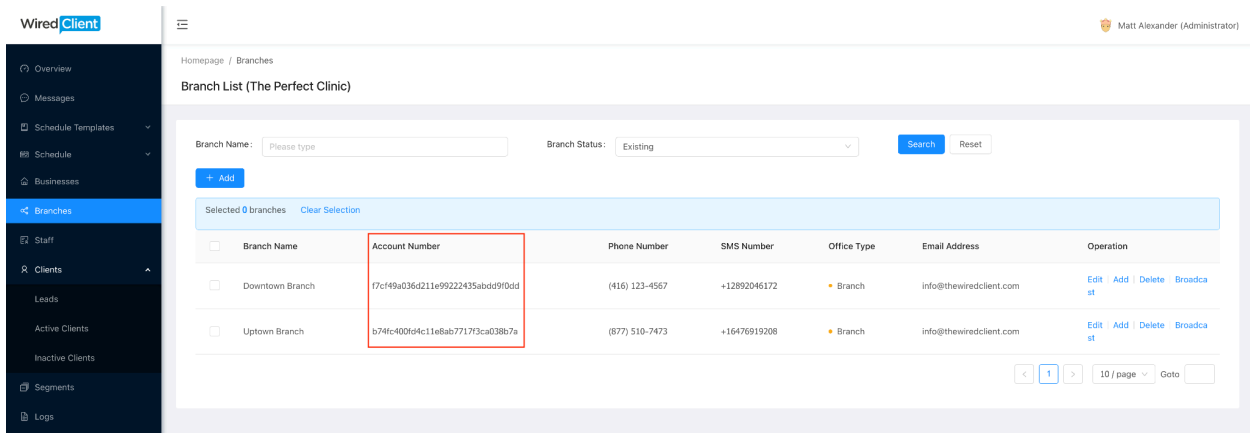 Wired Client
Matt Alexander (Administrator)
Overview
Messages
Schedule Templates
Schedule
Businesses
Branches
Staff
Clients
Leads
Active Clients
Inactive Clients
Segments
Logs
Homepage / Branches
Branch List (The Perfect Clinic)
Branch Name: Please type Branch Status: Existing Search Reset
+ Add
Selected 0 branches Clear Selection
Branch Name Account Number Phone Number SMS Number Office Type Email Address Operation
Downtown Branch f7cf49a036d211e99222435abdd9f0dd (416) 123-4567 +12892046172 Branch info@thewiredclient.com Edit | Add | Delete | Broadca
st
Uptown Branch b74fc400fd4c11e8ab7717f3ca038b7a (877) 510-7473 +16476919208 Branch info@thewiredclient.com Edit | Add | Delete | Broadca
st
< 1 > 10 / page Goto